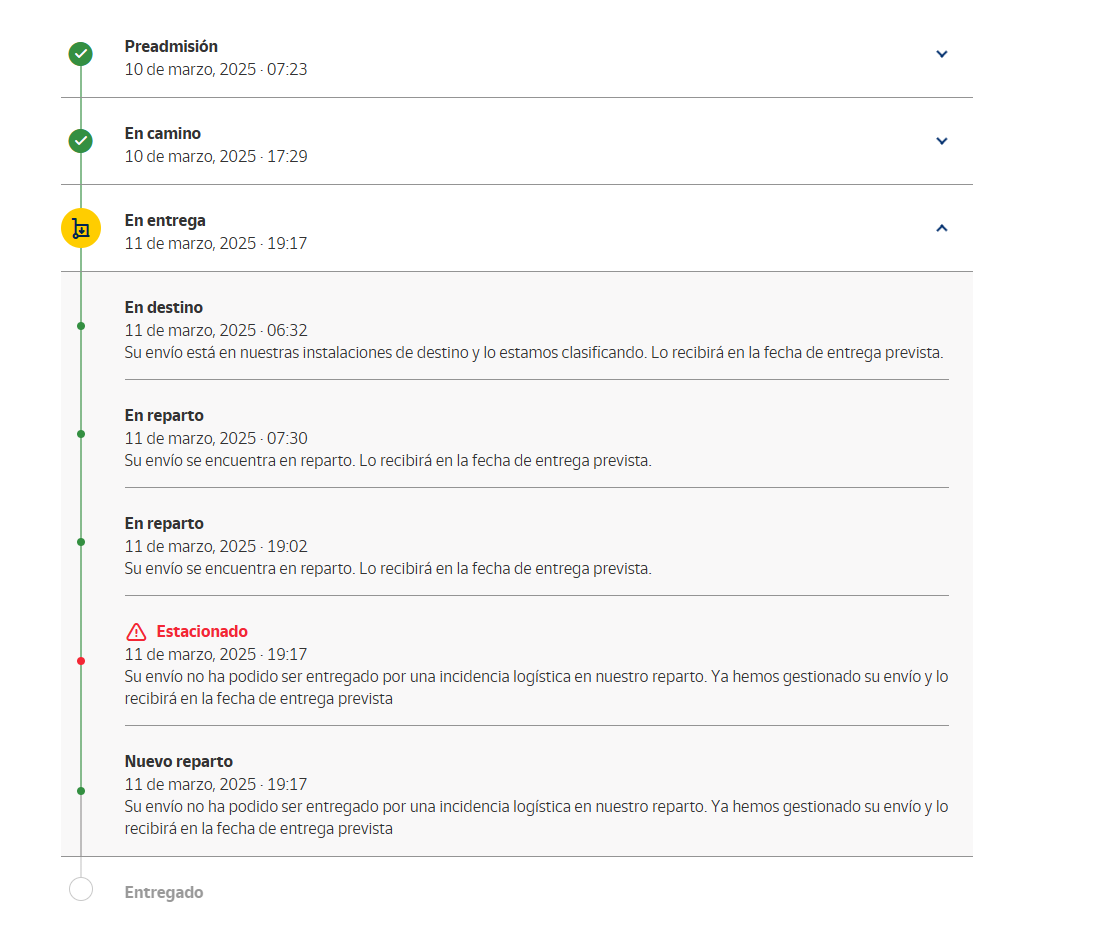 Preadmisión
10 de marzo, 2025 · 07:23
En camino
10 de marzo, 2025 · 17:29
En entrega
11 de marzo, 2025 · 19:17
En destino
11 de marzo, 2025 · 06:32
Su envío está en nuestras instalaciones de destino y lo estamos clasificando. Lo recibirá en la fecha de entrega prevista.
En reparto
11 de marzo, 2025 · 07:30
Su envío se encuentra en reparto. Lo recibirá en la fecha de entrega prevista.
En reparto
11 de marzo, 2025 · 19:02
Su envío se encuentra en reparto. Lo recibirá en la fecha de entrega prevista.
Estacionado
11 de marzo, 2025 · 19:17
Su envío no ha podido ser entregado por una incidencia logística en nuestro reparto. Ya hemos gestionado su envío y lo
recibirá en la fecha de entrega prevista
Nuevo reparto
11 de marzo, 2025 · 19:17
Su envío no ha podido ser entregado por una incidencia logística en nuestro reparto. Ya hemos gestionado su envío y lo
recibirá en la fecha de entrega prevista
Entregado